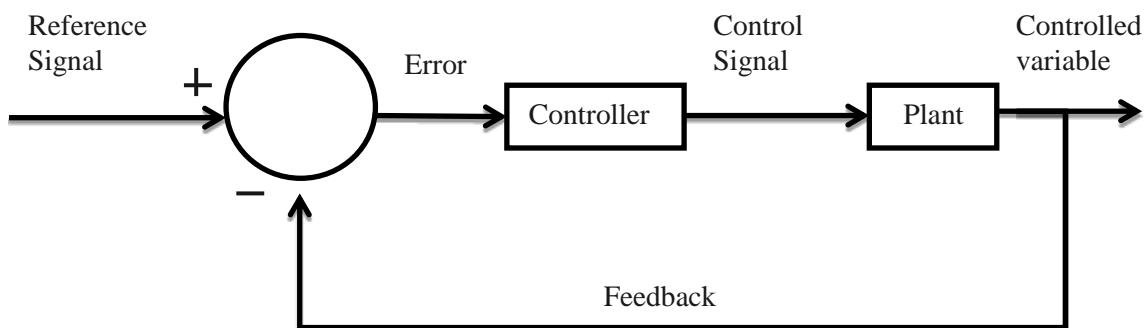 Reference
Signal
+
Error
Controller
Control
Signal
Plant
Controlled
variable
−
Feedback